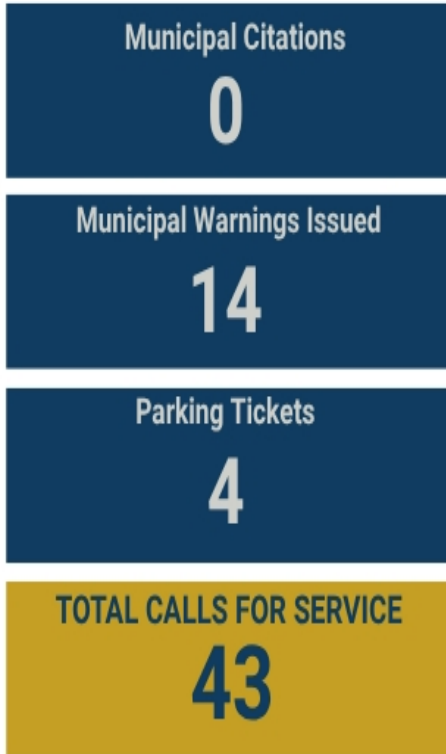 Municipal Citations
0
Municipal Warnings Issued
14
Parking Tickets
4
TOTAL CALLS FOR SERVICE
43